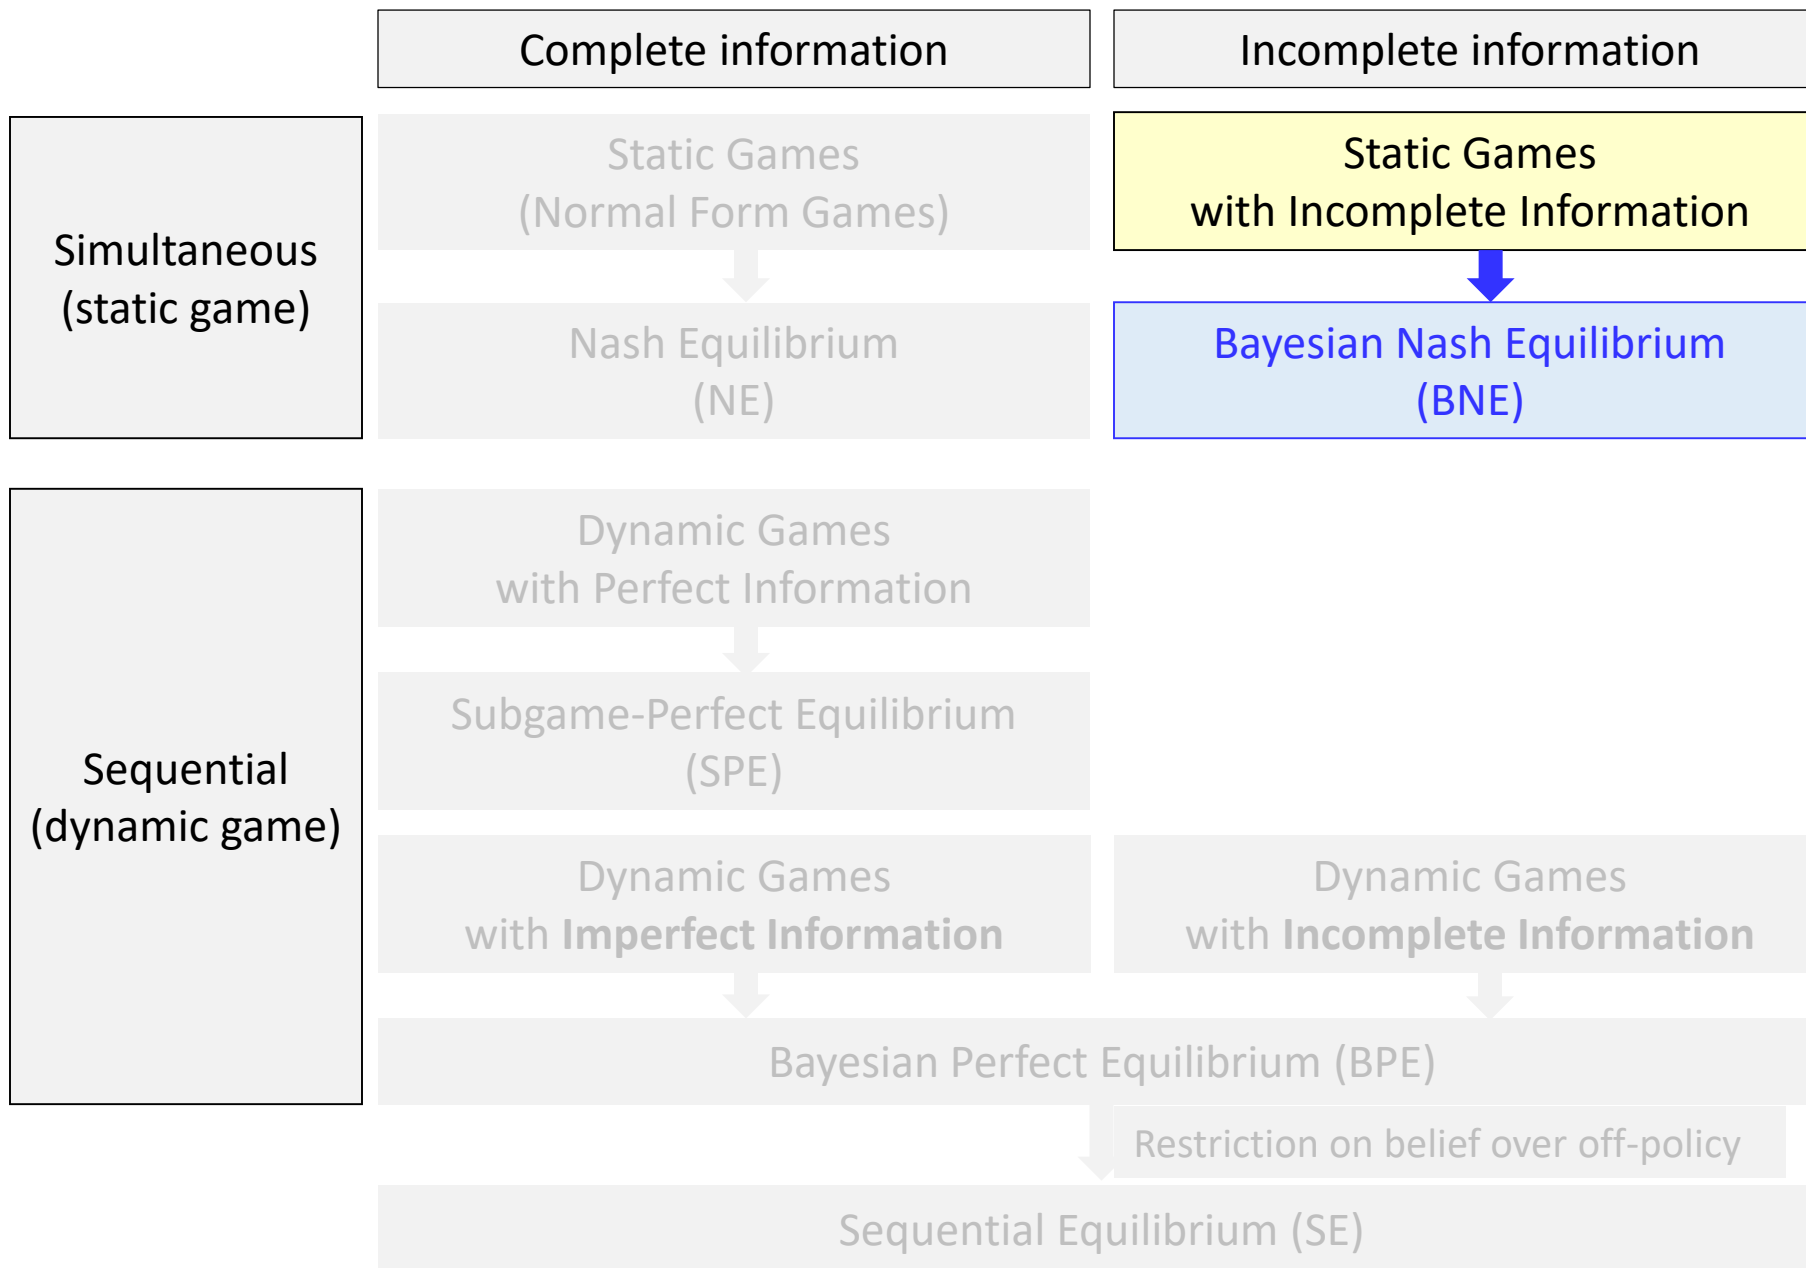 Complete information
Incomplete information
Simultaneous
(static game)
Static Games
(Normal Form Games)
Static Games
with Incomplete Information
Nash Equilibrium
(NE)
Bayesian Nash Equilibrium
(BNE)
Sequential
(dynamic game)
Dynamic Games
with Perfect Information
Subgame-Perfect Equilibrium
(SPE)
Dynamic Games
with Imperfect Information
Dynamic Games
with Incomplete Information
Bayesian Perfect Equilibrium (BPE)
Restriction on belief over off-policy
Sequential Equilibrium (SE)